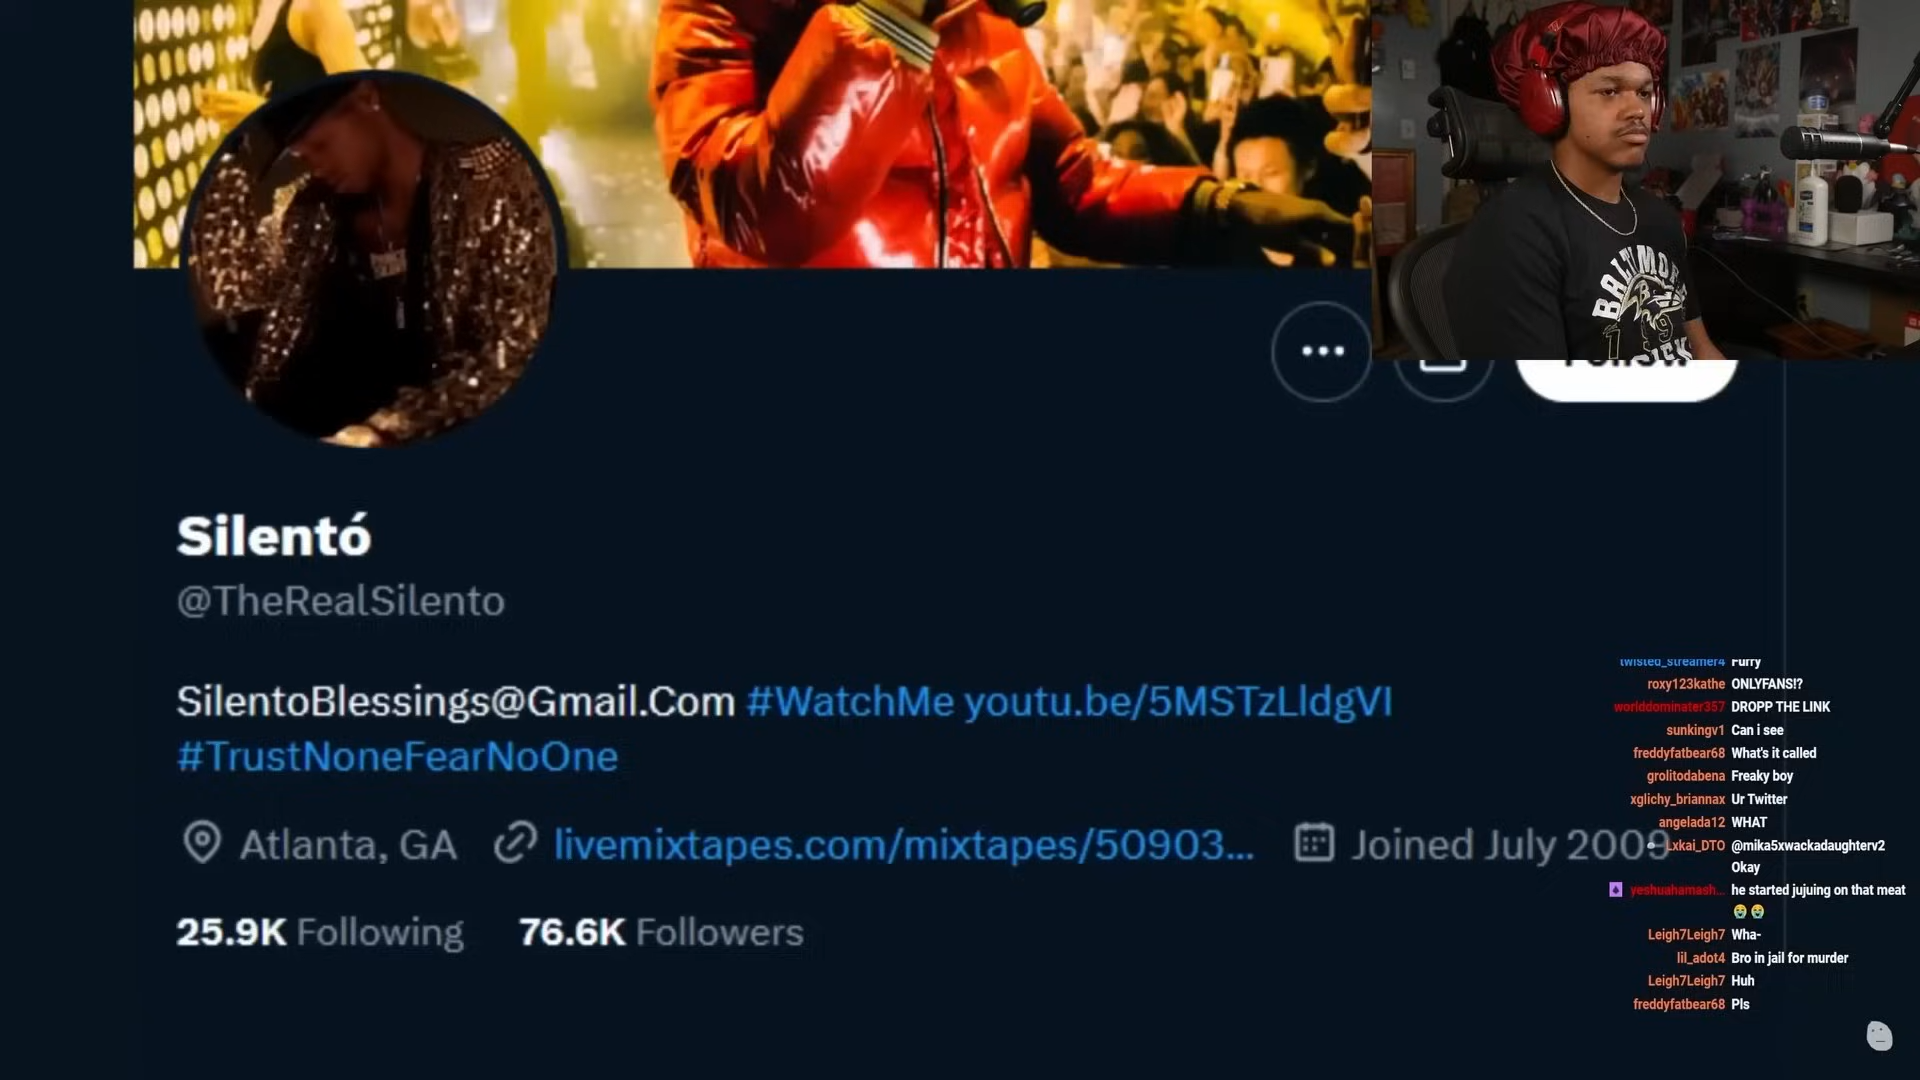 Silentó
@TheRealSilento
SilentoBlessings@Gmail.Com #WatchMe youtu.be/5MSTzLldgVI
#TrustNoneFearNoOne
Atlanta, GA livemixtapes.com/mixtapes/50903... Joined July 2009
25.9K Following 76.6K Followers
Follow
twisted_streamer4 Furry
roxy123kathe ONLYFANS!?
worlddominater357 DROPP THE LINK
sunkingv1 Can i see
freddyfatbear68 What's it called
grolitodabena Freaky boy
xglichy_briannax Ur Twitter
angelada12 WHAT
Lxkai_DTO @mika5xwackadaughterv2
Okay
yeshuahamash... he started jujuing on that meat
😭😭
Leigh7Leigh7 Wha-
lil_adot4 Bro in jail for murder
Leigh7Leigh7 Huh
freddyfatbear68 Pls